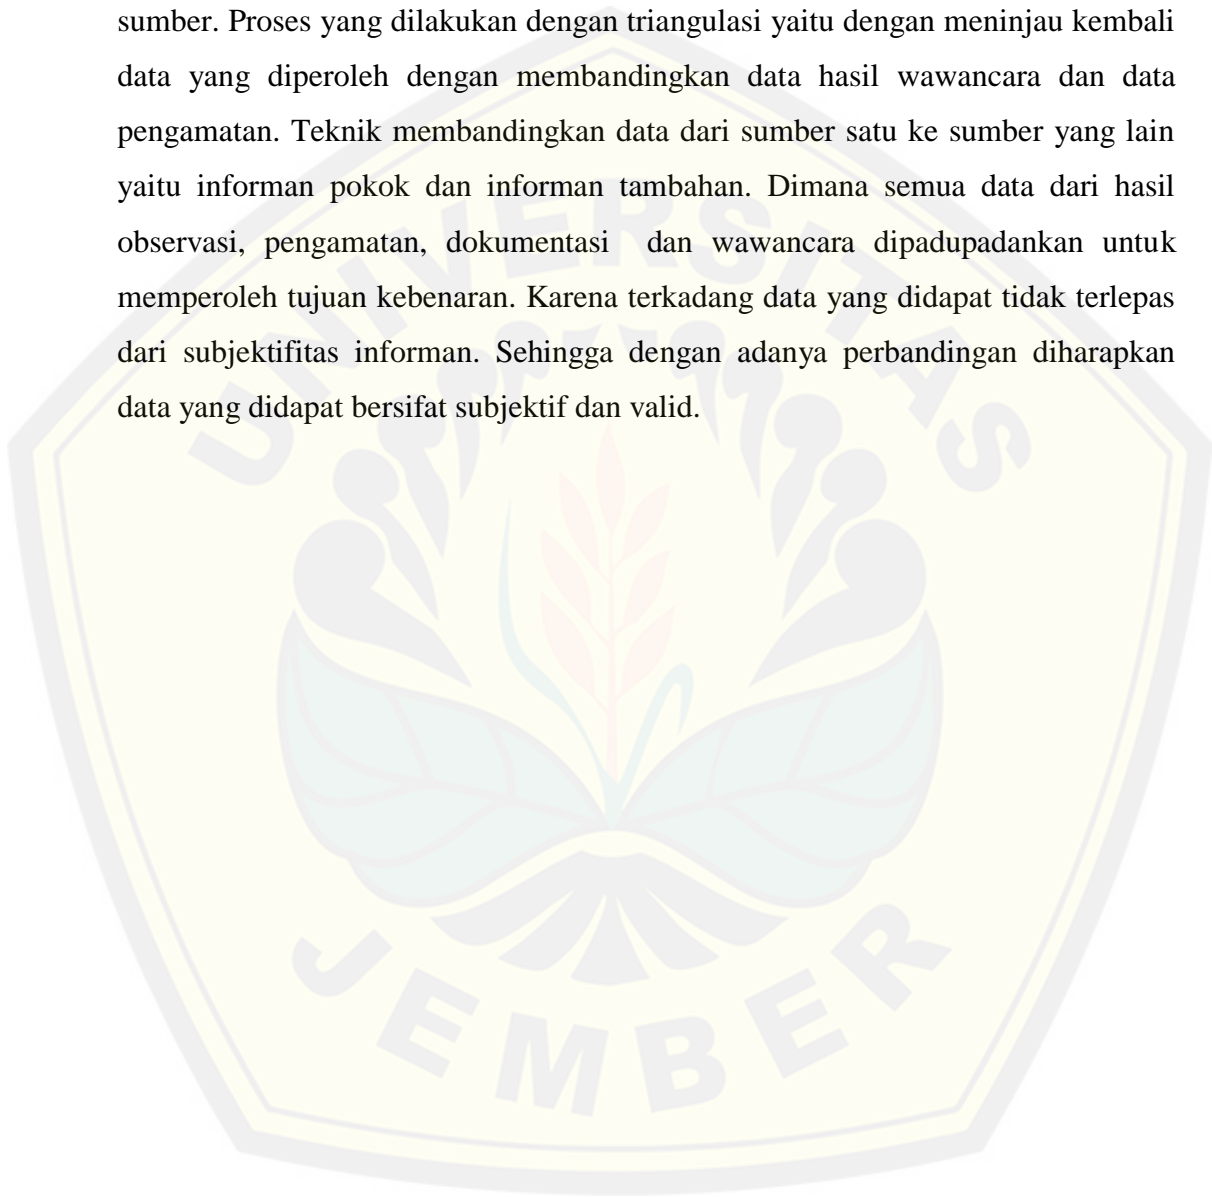 sumber. Proses yang dilakukan dengan triangulasi yaitu dengan meninjau kembali
data yang diperoleh dengan membandingkan data hasil wawancara dan data
pengamatan. Teknik membandingkan data dari sumber satu ke sumber yang lain
yaitu informan pokok dan informan tambahan. Dimana semua data dari hasil
observasi, pengamatan, dokumentasi dan wawancara dipadupadankan untuk
memperoleh tujuan kebenaran. Karena terkadang data yang didapat tidak terlepas
dari subjektifitas informan. Sehingga dengan adanya perbandingan diharapkan
data yang didapat bersifat subjektif dan valid.
UNIVERSITAS
JEMBER